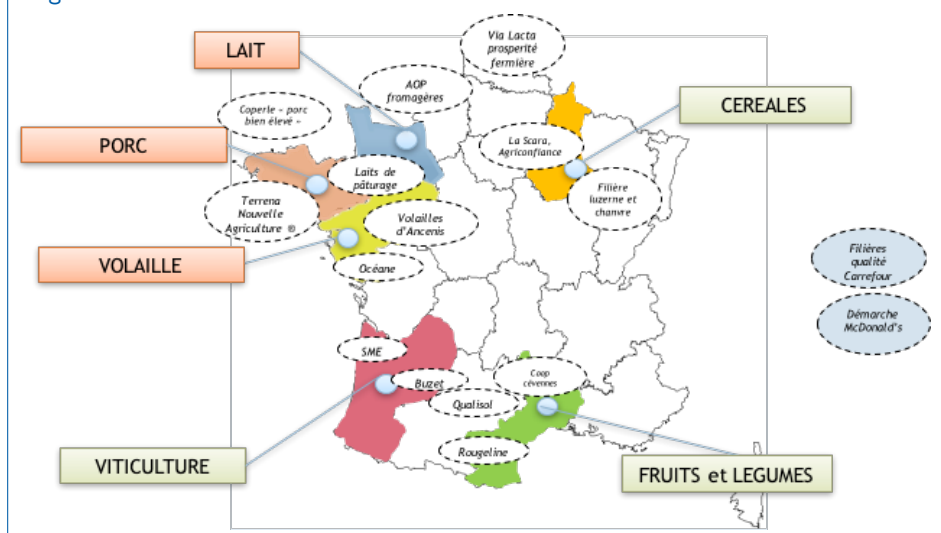 Via Lacta
prosperité
fermière
LAIT
AOP
fromagères
CEREALES
Coperle « porc
bien élevé »
PORC
La Scara,
Agriconfiance
Laits de
pâturage
Filière
luzerne et
chanvre
Terrena
Nouvelle
Agriculture ®
Volailles
d'Ancenis
VOLAILLE
Océane
Filières
qualité
Carrefour
Démarche
McDonald's
SME
Buzet
Coop
cévennes
Qualisol
Rougeline
VITICULTURE
FRUITS et LEGUMES